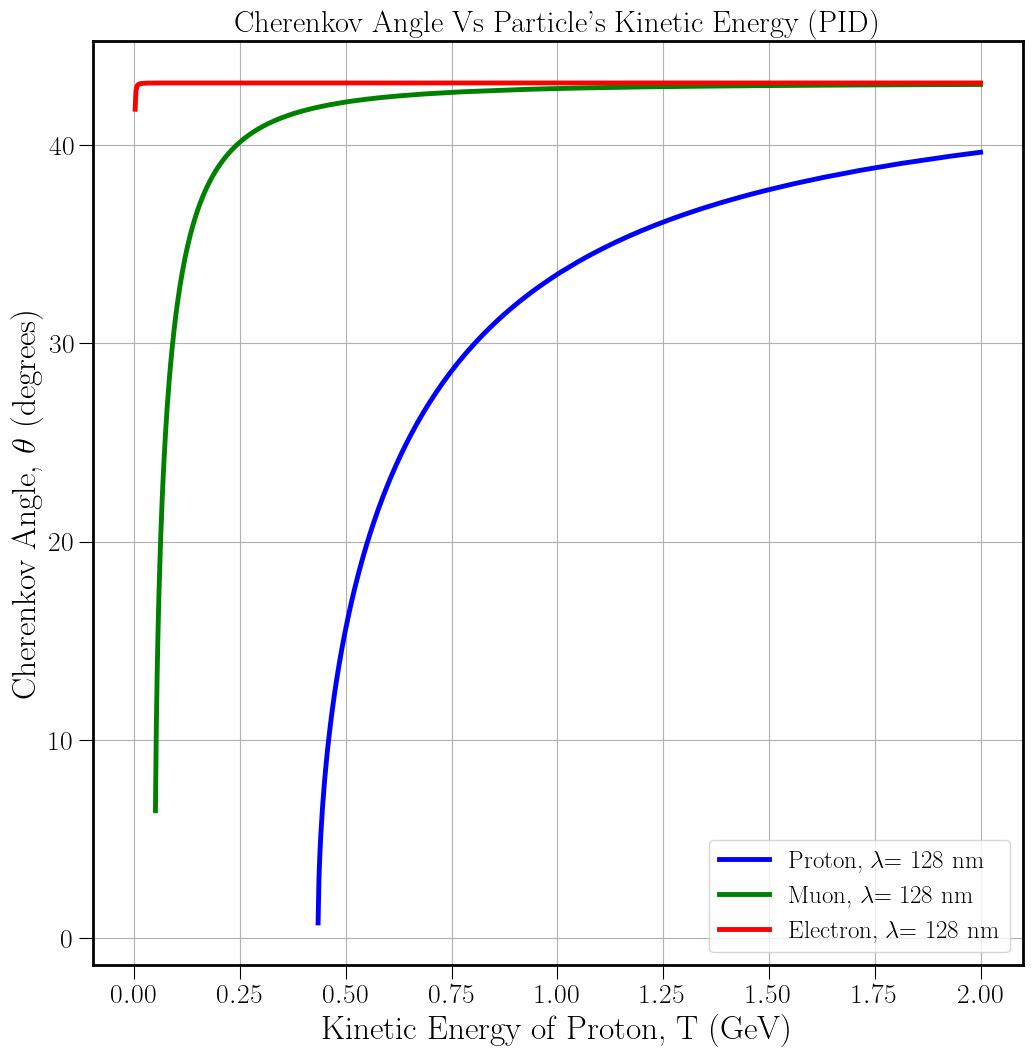 Cherenkov Angle Vs Particle's Kinetic Energy (PID)
Cherenkov Angle, θ (degrees)
40
30
20
10
0
Proton, λ= 128 nm
Muon, λ= 128 nm
Electron, λ= 128 nm
0.00 0.25 0.50 0.75 1.00 1.25 1.50 1.75 2.00
Kinetic Energy of Proton, T (GeV)